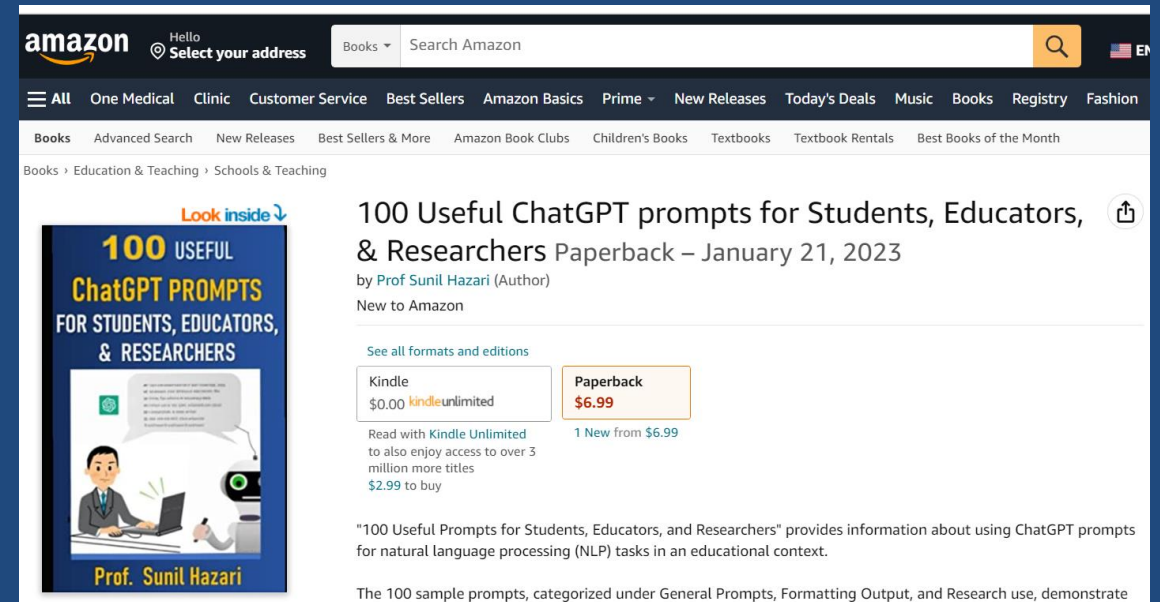 amazon
Hello
Select your address
Books
Search Amazon
EN
All One Medical Clinic Customer Service Best Sellers Amazon Basics Prime New Releases Today's Deals Music Books Registry Fashion
Books Advanced Search New Releases Best Sellers & More Amazon Book Clubs Children's Books Textbooks Textbook Rentals Best Books of the Month
Books › Education & Teaching › Schools & Teaching
Look inside
100 USEFUL
ChatGPT PROMPTS
FOR STUDENTS, EDUCATORS,
& RESEARCHERS
Prof. Sunil Hazari
100 Useful ChatGPT prompts for Students, Educators,
& Researchers Paperback – January 21, 2023
by Prof Sunil Hazari (Author)
New to Amazon
See all formats and editions
Kindle
$0.00 kindleunlimited
Read with Kindle Unlimited
to also enjoy access to over 3
million more titles
$2.99 to buy
Paperback
$6.99
1 New from $6.99
"100 Useful Prompts for Students, Educators, and Researchers" provides information about using ChatGPT prompts
for natural language processing (NLP) tasks in an educational context.
The 100 sample prompts, categorized under General Prompts, Formatting Output, and Research use, demonstrate